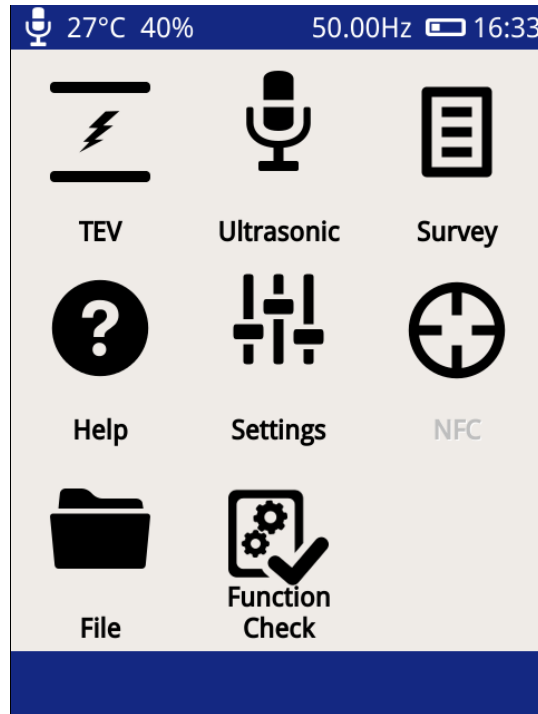 27°C 40% 50.00Hz 16:33
TEV Ultrasonic Survey
?
Help Settings NFC
File Function
Check